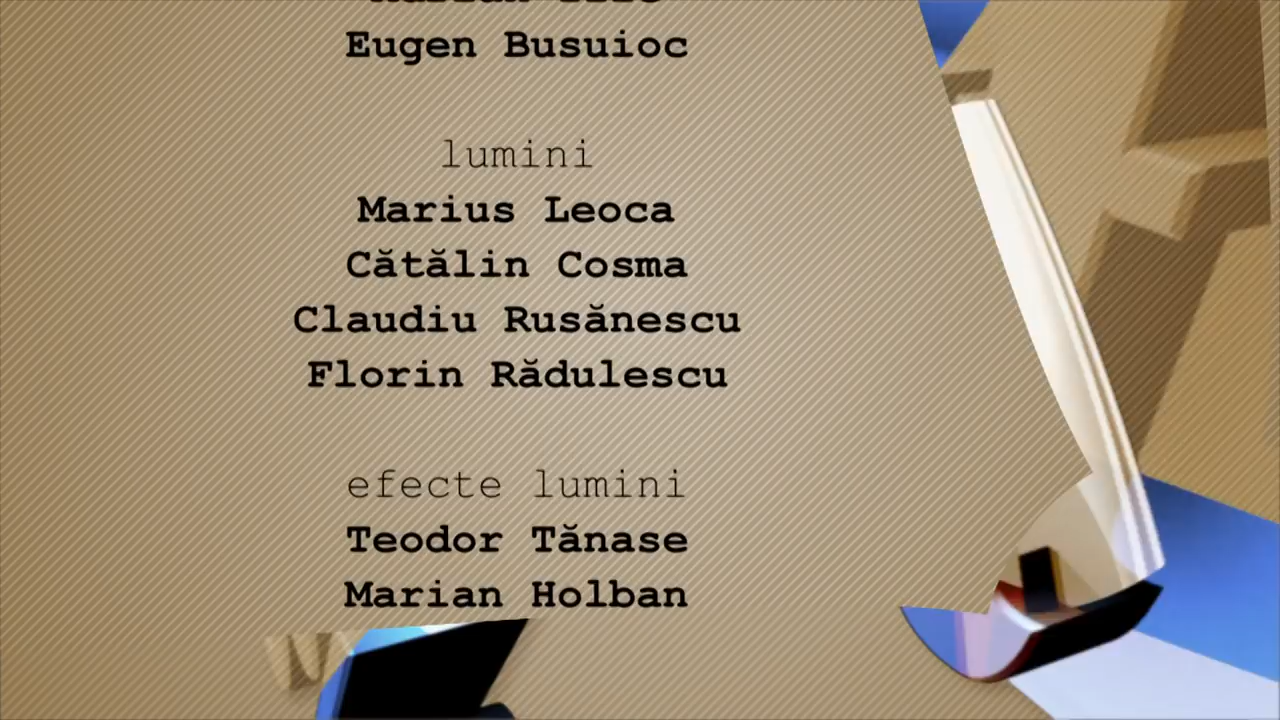 Eugen Busuioc
lumini
Marius Leoca
Cătălin Cosma
Claudiu Rusănescu
Florin Rădulescu
efecte lumini
Teodor Tănase
Marian Holban